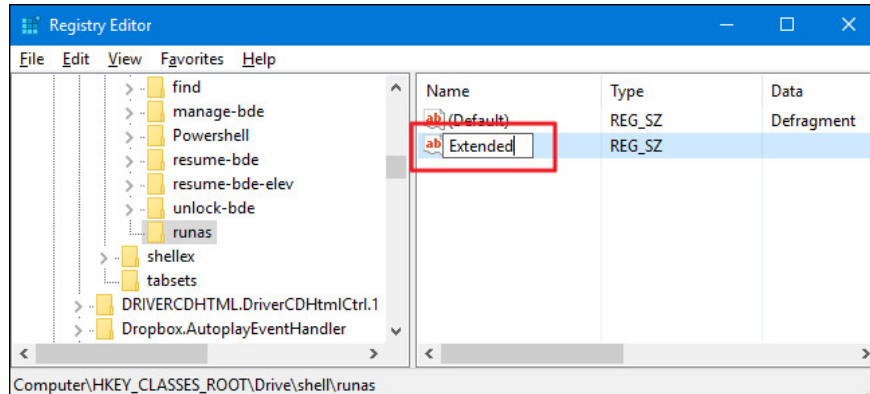 Registry Editor
File Edit View Favorites Help
find
manage-bde
Powershell
resume-bde
resume-bde-elev
unlock-bde
runas
shellex
tabsets
DRIVERCDHTML.DriverCDHtmlCtrl.1
Dropbox.AutoplayEventHandler
Name Type Data
ab (Default) REG_SZ Defragment
ab Extended REG_SZ
Computer\HKEY_CLASSES_ROOT\Drive\shell\runas